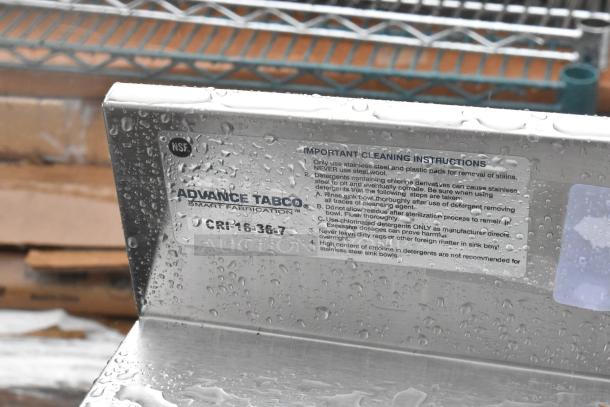 NSF
ADVANCE TABCO
SMART FABRICATION™
CRI-16-36-7
IMPORTANT CLEANING INSTRUCTIONS
Only use stainless steel and plastic pads for removal of stains.
NEVER use steel wool.
2. Detergents containing chlorine derivatives can cause stainless
steel to pit and eventually corrode. Be sure when using
detergents that the following steps are taken:
A. Rinse sink bowl thoroughly after use of detergent removing
all traces of cleansing agent.
B. Do not allow residue after sterilization process to remain in
bowl. Flush thoroughly.
C. Use chlorinated detergents ONLY as manufacturer directs.
Excessive dosages can prove harmful.
3. Never leave dirty rags or other foreign matter in sink bowl
overnight.
4. High content of chlorine in detergents are not recommended for
stainless steel sink bowls.